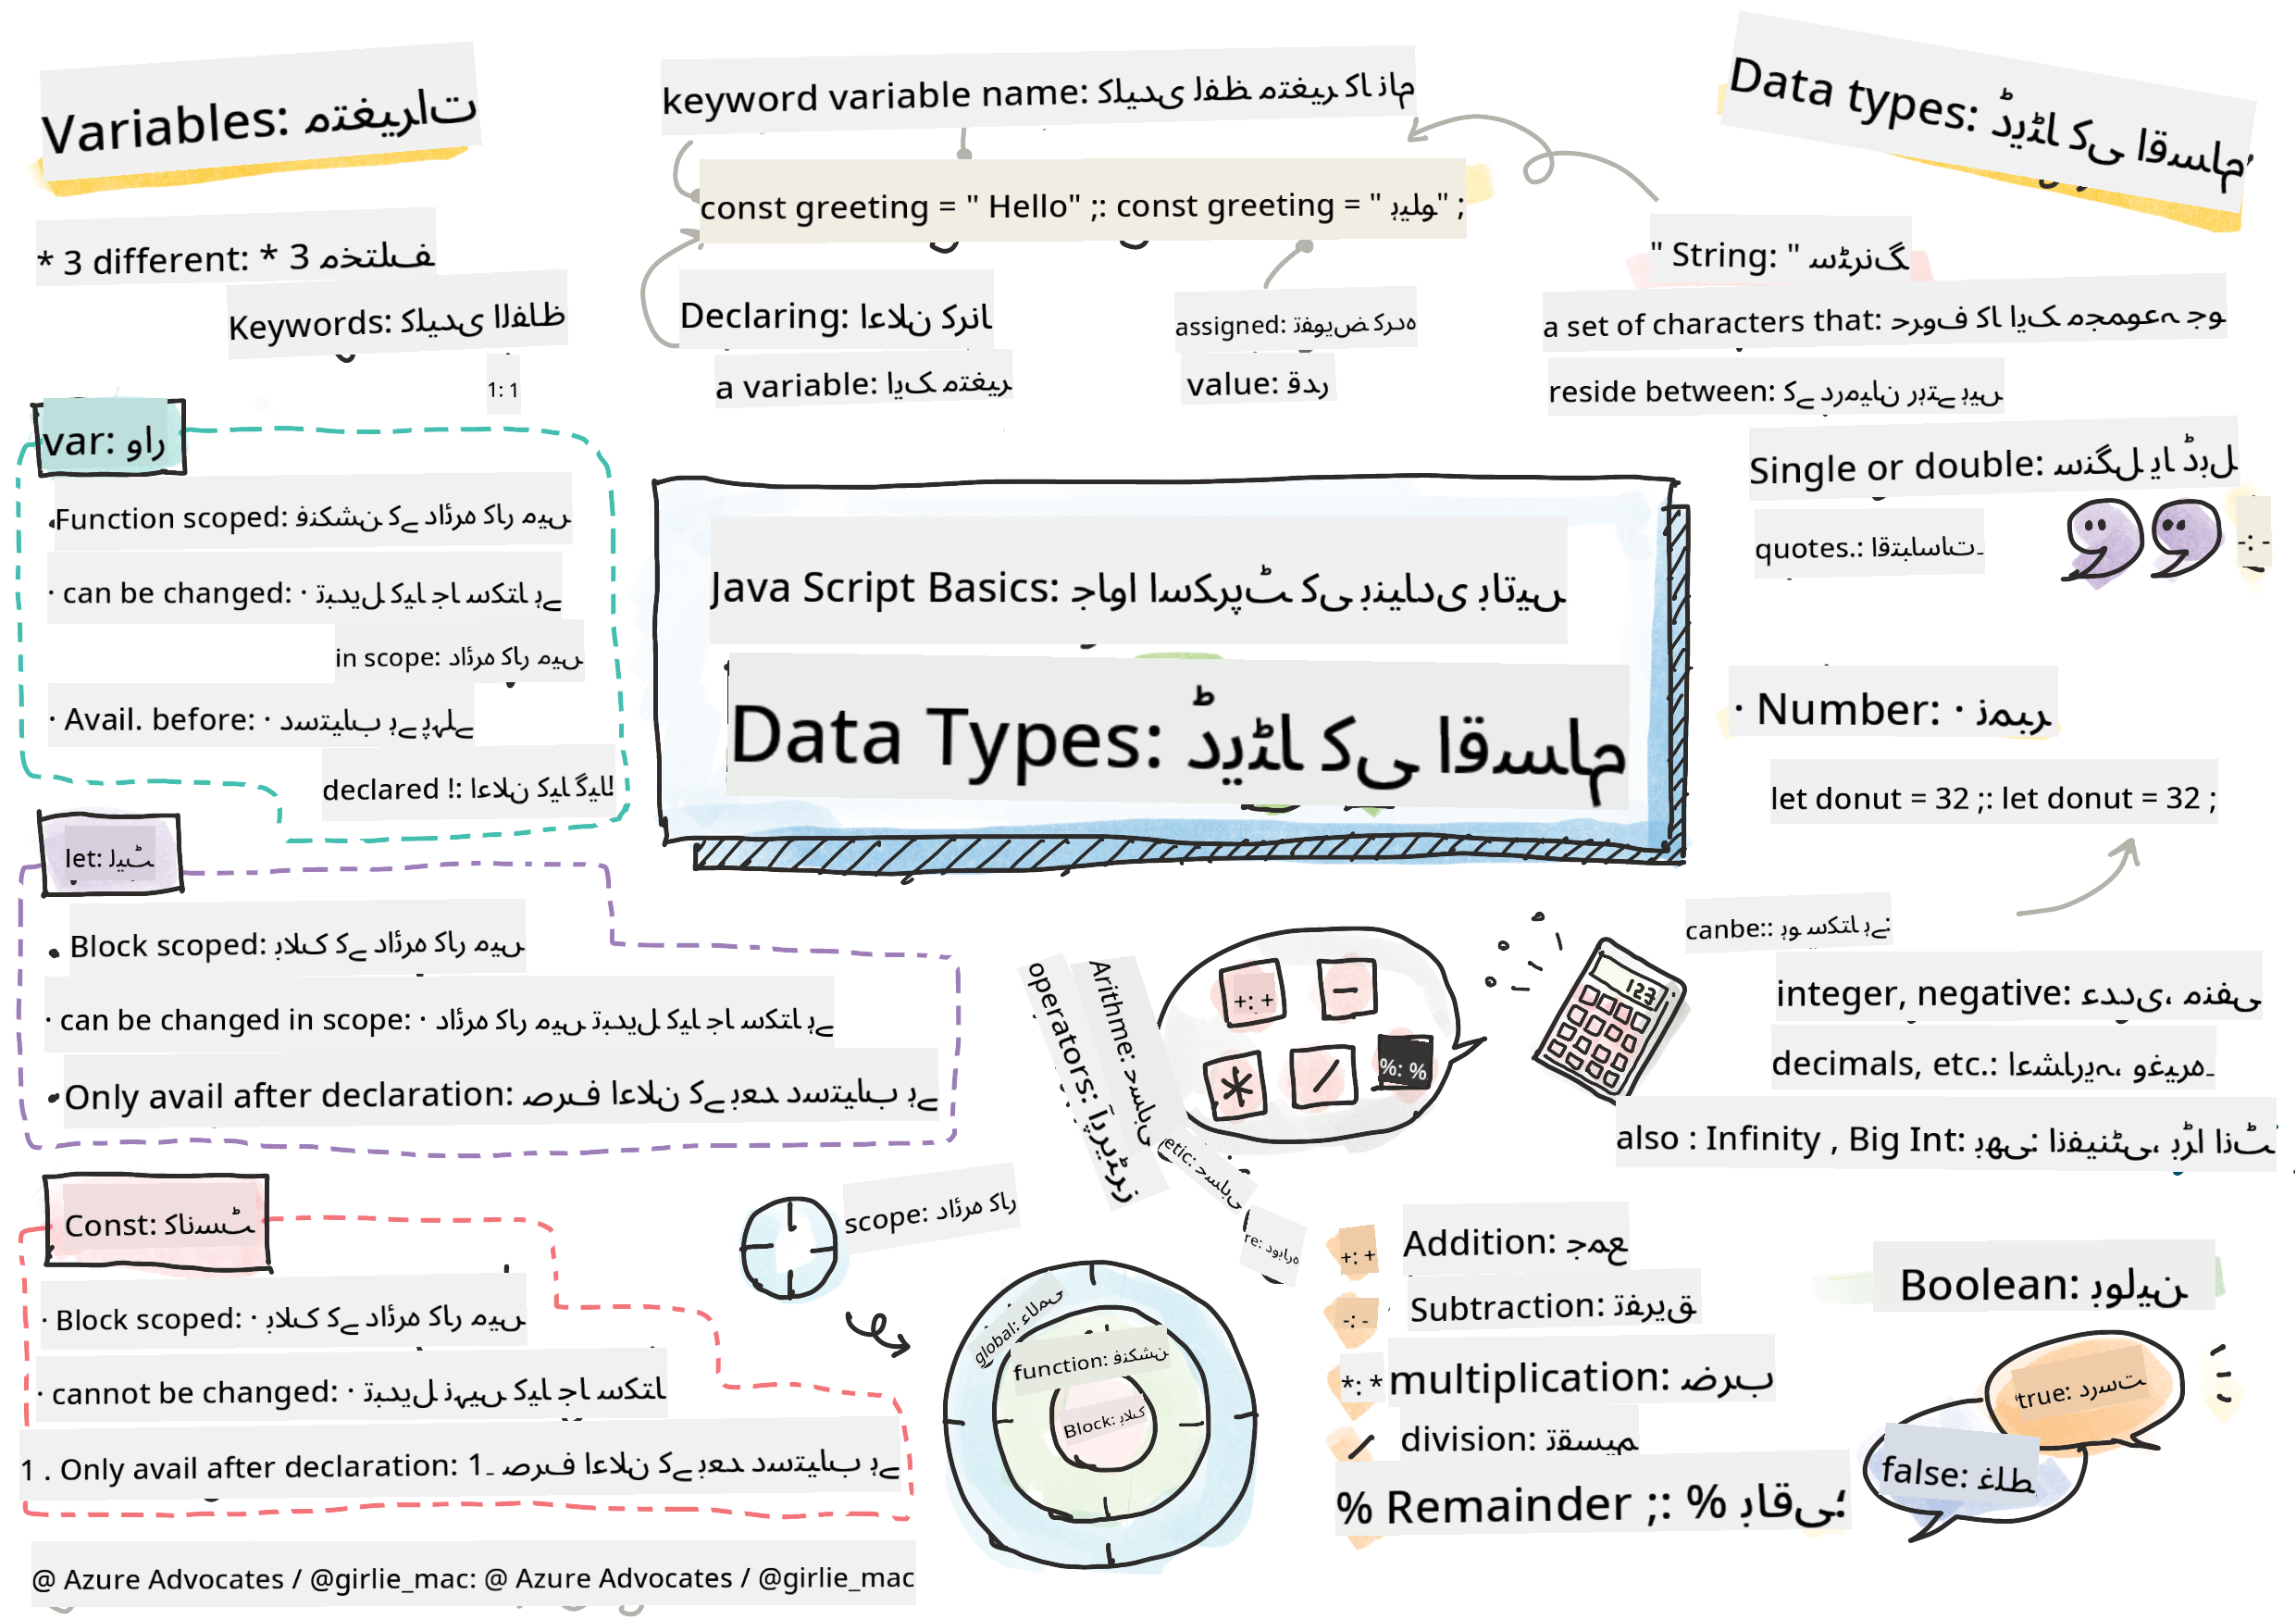 Variables: متغیرات
* 3 different: * 3 مختلف
Keywords: کلیدی الفاظ
1: 1
keyword variable name: کلیدی لفظ متغیر کا نام
const greeting = " Hello" ;: const greeting = " ہیلو" ;
Declaring: اعلان کرنا
a variable: ایک متغیر
assigned: تفویض کردہ
value: قدر
Data types: ڈیٹا کی اقسام
" String: " سٹرنگ
a set of characters that: حروف کا ایک مجموعہ جو
reside between: کے درمیان رہتے ہیں
Single or double: سنگل یا ڈبل
quotes.: اقتباسات۔
-: -
var: وار
Function scoped: فنکشن کے دائرہ کار میں
· can be changed: · تبدیل کیا جا سکتا ہے
in scope: دائرہ کار میں
· Avail. before: · دستیاب ہے پہلے
declared !: اعلان کیا گیا!
let: لیٹ
• Block scoped: بلاک کے دائرہ کار میں
· can be changed in scope: · دائرہ کار میں تبدیل کیا جا سکتا ہے
• Only avail after declaration: صرف اعلان کے بعد دستیاب ہے
Const: کانسٹ
· Block scoped: · بلاک کے دائرہ کار میں
· cannot be changed: · تبدیل نہیں کیا جا سکتا
1 . Only avail after declaration: 1۔ صرف اعلان کے بعد دستیاب ہے
@ Azure Advocates / @girlie_mac: @ Azure Advocates / @girlie_mac
Java Script Basics: جاوا اسکرپٹ کی بنیادی باتیں
Data Types: ڈیٹا کی اقسام
· Number: · نمبر
let donut = 32 ;: let donut = 32 ;
canbe:: ہو سکتا ہے:
integer, negative: عددی، منفی
decimals, etc.: اعشاریہ، وغیرہ۔
also : Infinity , Big Int: بھی: انفینٹی، بڑا انٹ
Arithme: حسابی
operators: آپریٹرز
etic: حسابی
re: دوبارہ
+: +
−
*
/
%: %
123
scope: دائرہ کار
global: عالمی
function: فنکشن
Block: بلاک
+: + Addition: جمع
-: - Subtraction: تفریق
*: * multiplication: ضرب
/ division: تقسیم
% Remainder ;: % باقی؛
Boolean: بولین
true: درست
false: غلط